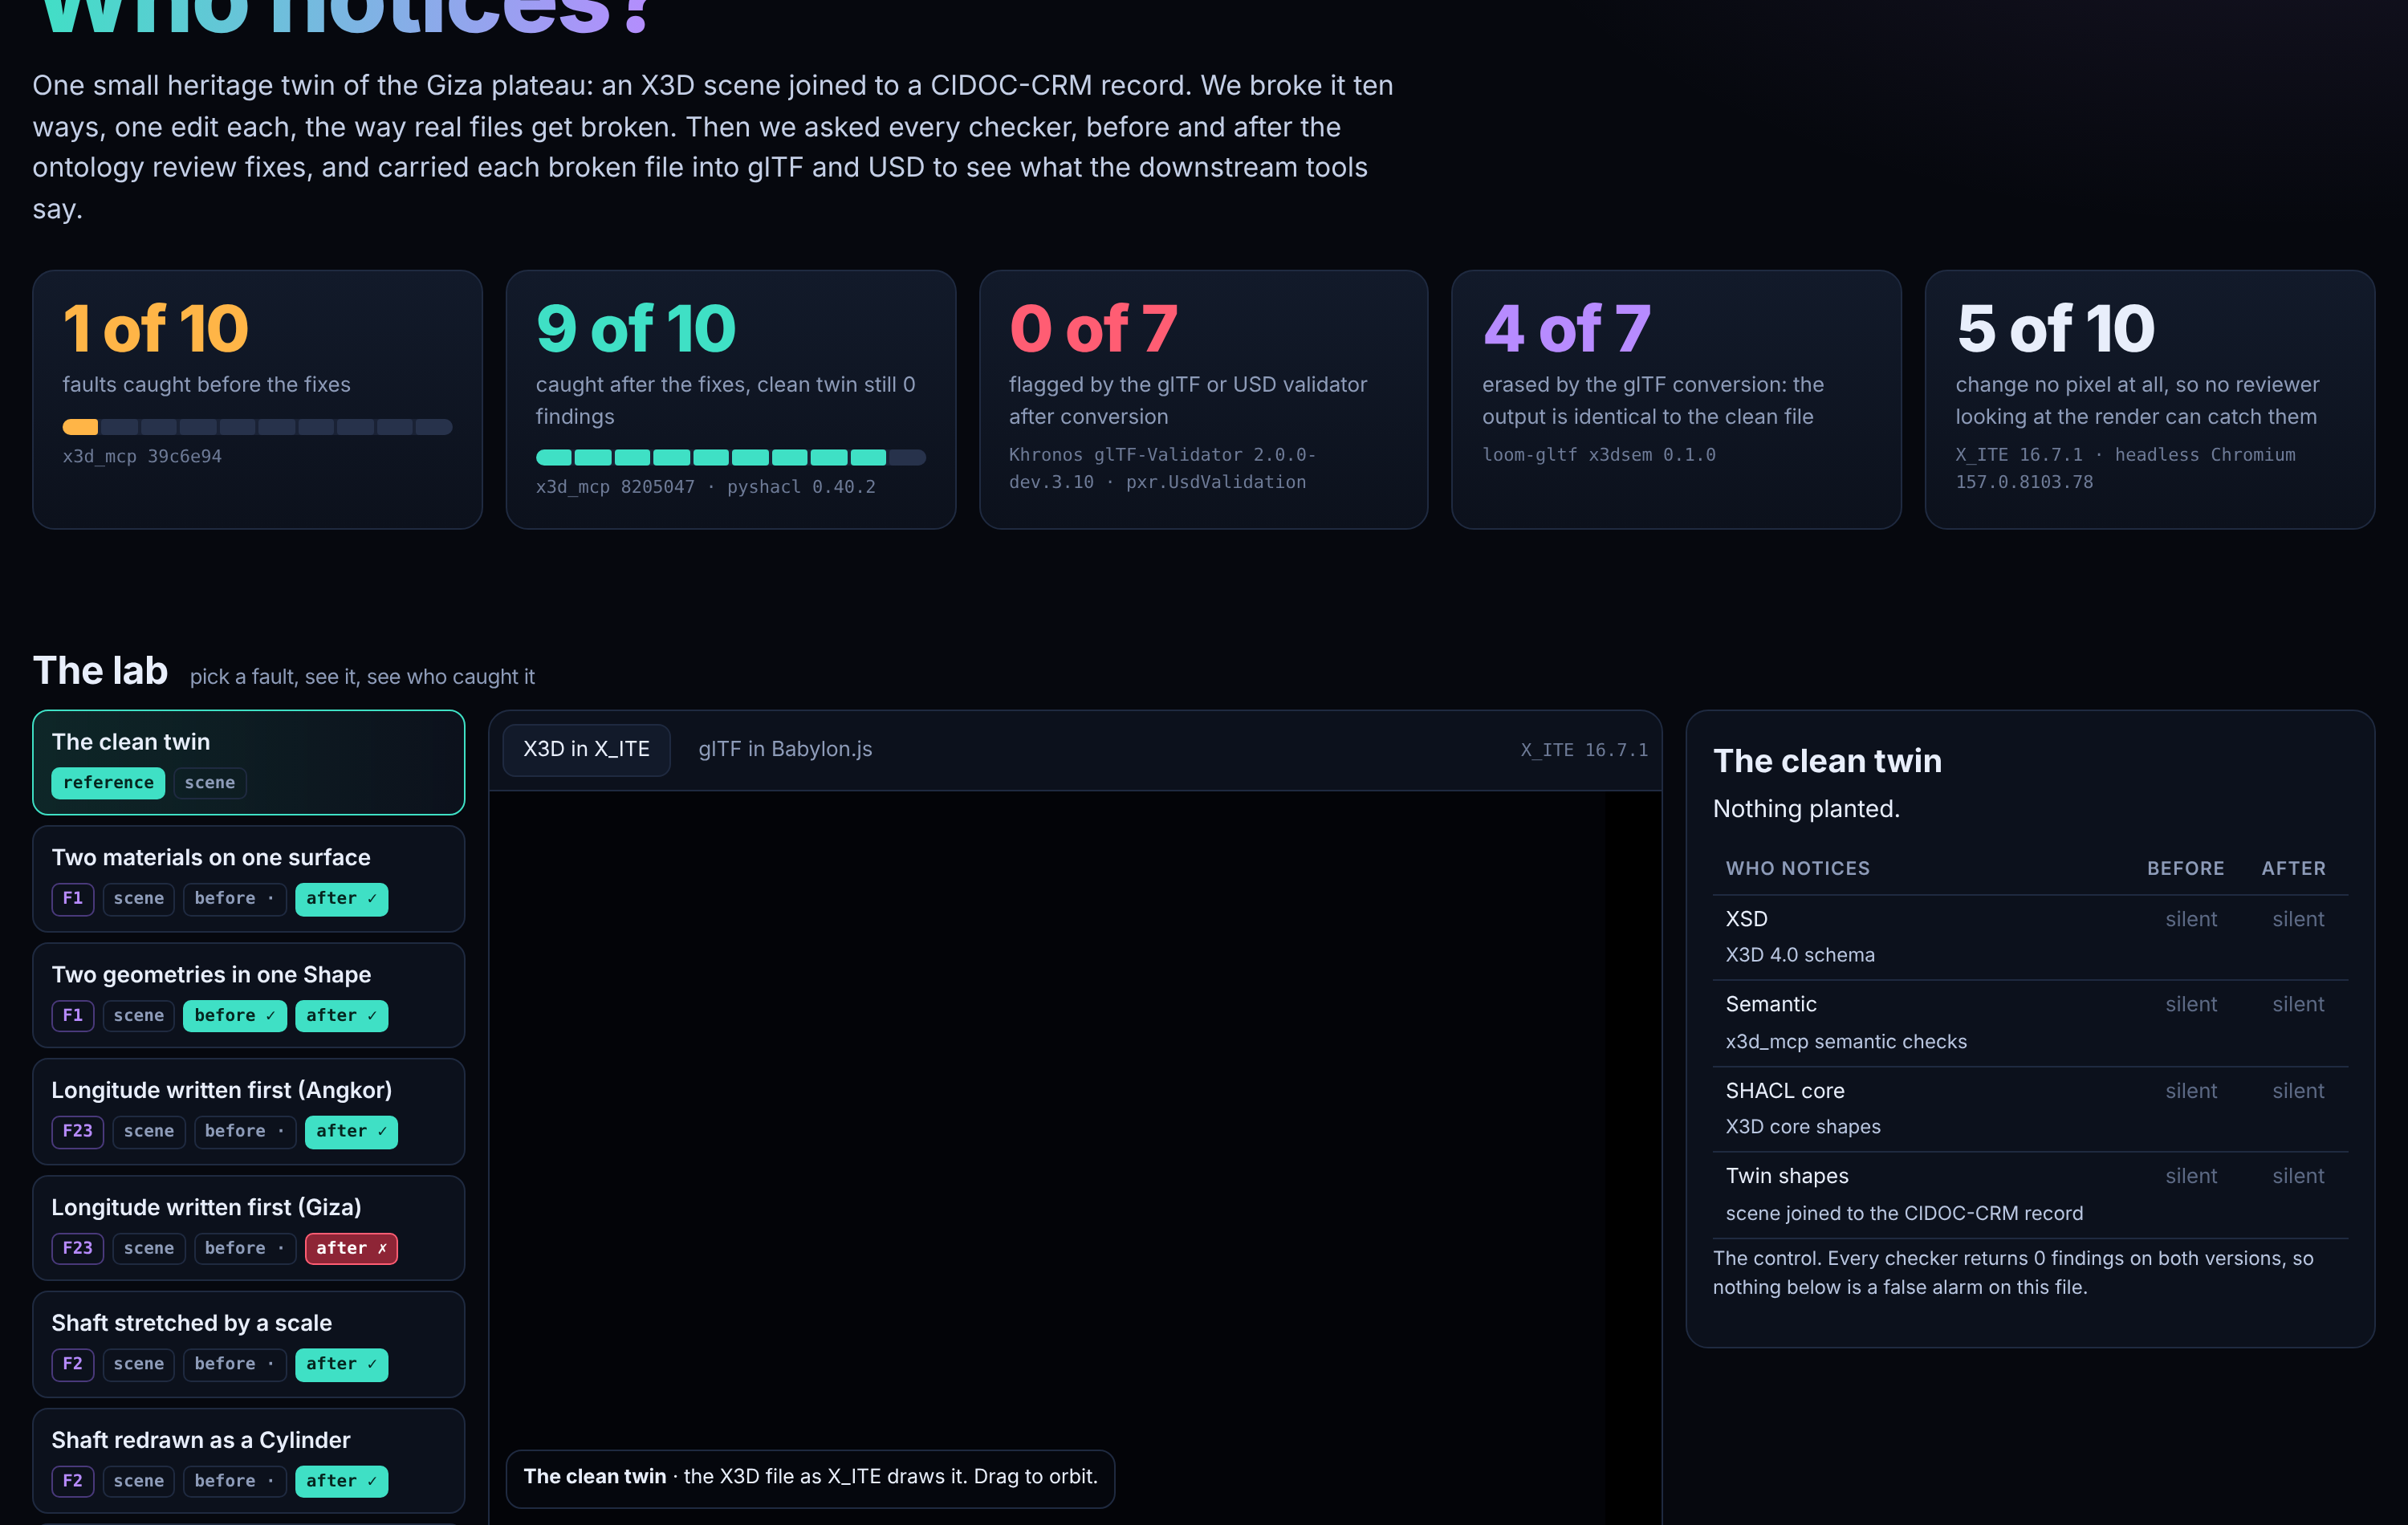 Who notices?
One small heritage twin of the Giza plateau: an X3D scene joined to a CIDOC-CRM record. We broke it ten
ways, one edit each, the way real files get broken. Then we asked every checker, before and after the
ontology review fixes, and carried each broken file into glTF and USD to see what the downstream tools
say.
1 of 10
faults caught before the fixes
x3d_mcp 39c6e94
9 of 10
caught after the fixes, clean twin still 0
findings
x3d_mcp 8205047 · pyshacl 0.40.2
0 of 7
flagged by the glTF or USD validator
after conversion
Khronos glTF-Validator 2.0.0-
dev.3.10 · pxr.UsdValidation
4 of 7
erased by the glTF conversion: the
output is identical to the clean file
loom-gltf x3dsem 0.1.0
5 of 10
change no pixel at all, so no reviewer
looking at the render can catch them
X_ITE 16.7.1 · headless Chromium
157.0.8103.78
The lab pick a fault, see it, see who caught it
The clean twin
reference scene
Two materials on one surface
F1 scene before · after ✓
Two geometries in one Shape
F1 scene before ✓ after ✓
Longitude written first (Angkor)
F23 scene before · after ✓
Longitude written first (Giza)
F23 scene before · after ✗
Shaft stretched by a scale
F2 scene before · after ✓
Shaft redrawn as a Cylinder
F2 scene before · after ✓
X3D in X_ITE glTF in Babylon.js X_ITE 16.7.1
The clean twin · the X3D file as X_ITE draws it. Drag to orbit.
The clean twin
Nothing planted.
WHO NOTICES BEFORE AFTER
XSD silent silent
X3D 4.0 schema
Semantic silent silent
x3d_mcp semantic checks
SHACL core silent silent
X3D core shapes
Twin shapes silent silent
scene joined to the CIDOC-CRM record
The control. Every checker returns 0 findings on both versions, so
nothing below is a false alarm on this file.